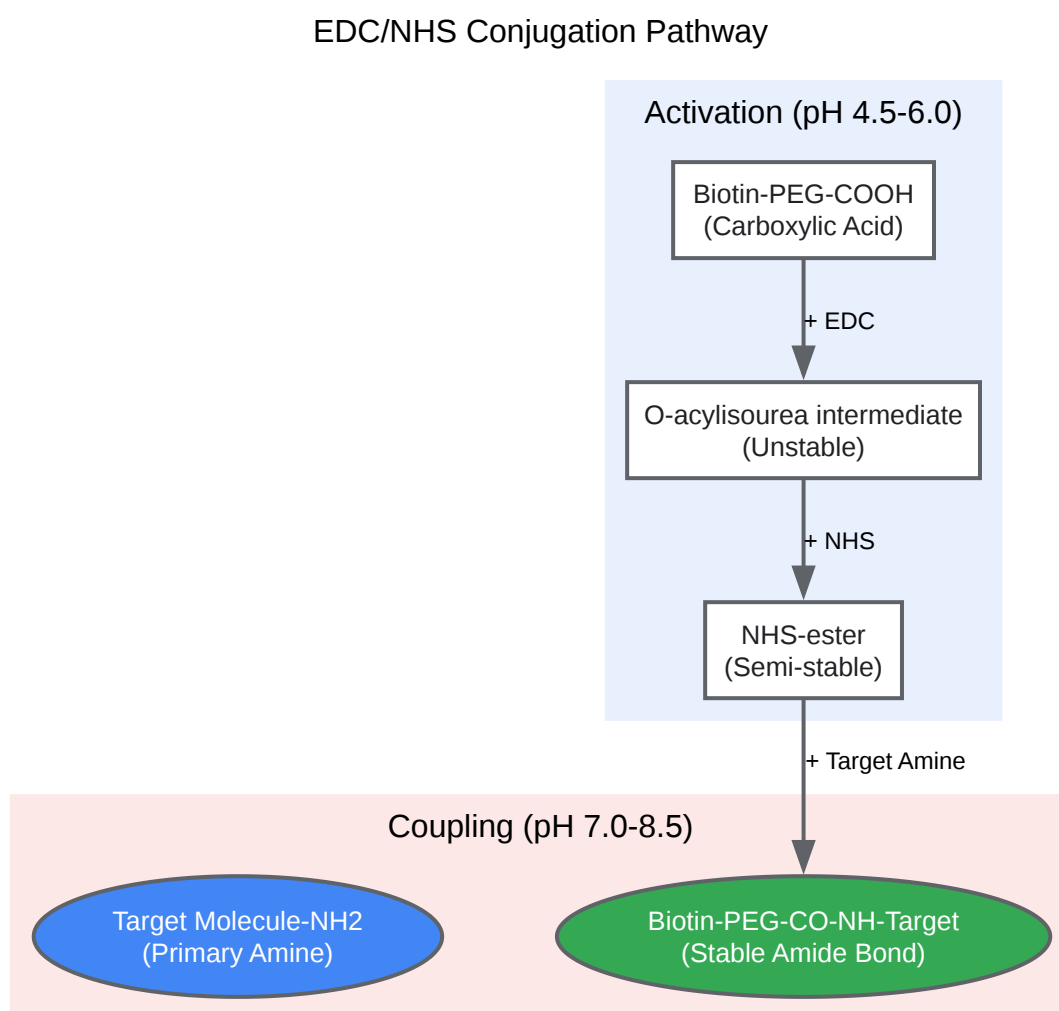 EDC/NHS Conjugation Pathway
Activation (pH 4.5-6.0)
Biotin-PEG-COOH
(Carboxylic Acid)
+ EDC
O-acylisourea intermediate
(Unstable)
+ NHS
NHS-ester
(Semi-stable)
+ Target Amine
Coupling (pH 7.0-8.5)
Target Molecule-NH2
(Primary Amine)
Biotin-PEG-CO-NH-Target
(Stable Amide Bond)